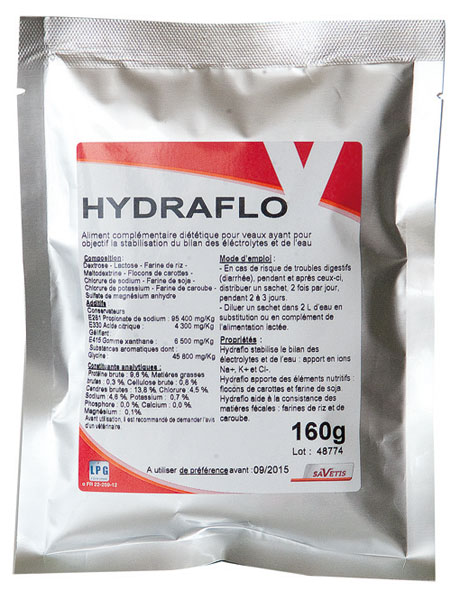 HYDRAFLO
Aliment complémentaire diététique pour veaux ayant pour
objectif la stabilisation du bilan des éléctrolytes et de l'eau
Composition:
Dextrose - Lactose - Farine de riz -
Maltodextrine - Flocons de carottes -
Chlorure de sodium - Farine de soja -
Chlorure de potassium - Farine de caroube -
Sulfate de magnésium anhydre
Additifs
Conservateurs
E281 Propionate de sodium : 95 400 mg/Kg
E330 Acide citrique : 4 300 mg/Kg
Gélifiant:
E415 Gomme xanthane : 6 500 mg/Kg
Substances aromatiques dont:
Glycine 45 800 mg/Kg
Constituants analytiques :
Protéine brute : 9,6 %, Matières grasses
brutes : 0,3 %, Cellulose brute : 0,8 %,
Cendres brutes : 13,8 %, Chlorure : 4,5 %,
Sodium : 4,6 %, Potassium : 0,7 %,
Phosphore : 0,0 %, Calcium : 0,0 %,
Magnésium : 0,1%.
Avant utilisation, il est recommandé de demander l'avis
d'un vétérinaire.
Mode d'emploi :
- En cas de risque de troubles digestifs
(diarrhée), pendant et après ceux-ci,
distribuer un sachet, 2 fois par jour,
pendant 2 à 3 jours.
- Diluer un sachet dans 2 L d'eau en
substitution ou en complément de
l'alimentation lactée.
Propriétés :
Hydraflo stabilise le bilan des
électrolytes et de l'eau : apport en ions
Na+, K+ et Cl-.
Hydraflo apporte des éléments nutritifs :
flocons de carottes et farine de soja.
Hydraflo aide à la consistance des
matières fécales : farines de riz et de
caroube.
160g
Lot : 48774
LPG
A utiliser de préférence avant : 09/2015
SAVETIS